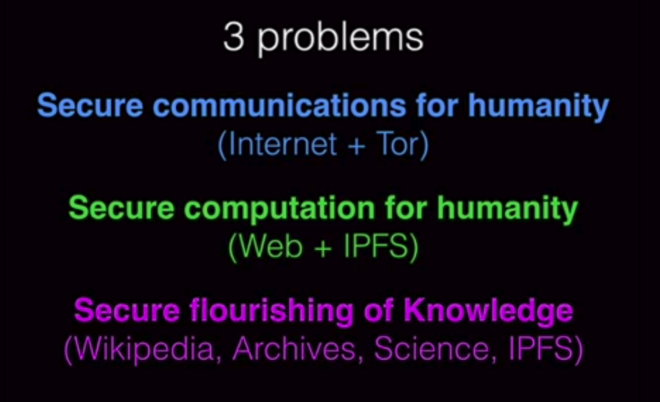 3 problems
Secure communications for humanity
(Internet + Tor)
Secure computation for humanity
(Web + IPFS)
Secure flourishing of Knowledge
(Wikipedia, Archives, Science, IPFS)